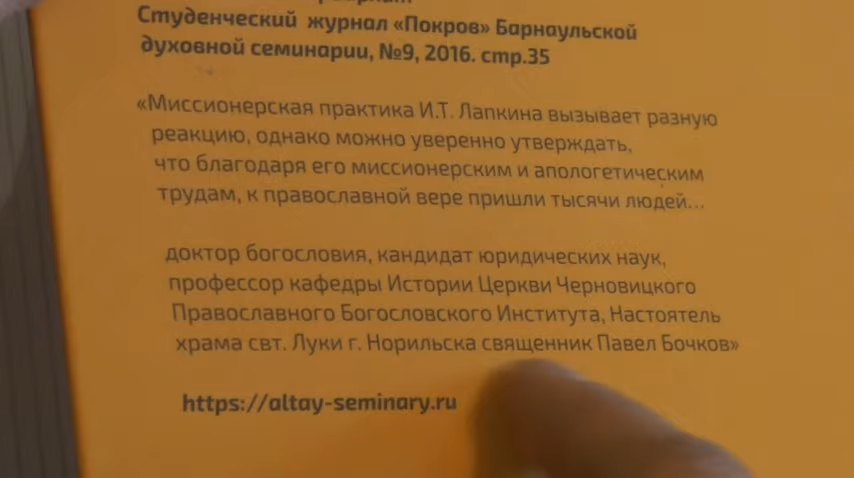 Студенческий журнал «Покров» Барнаульской
духовной семинарии, №9, 2016. стр.35
«Миссионерская практика И.Т. Лапкина вызывает разную
реакцию, однако можно уверенно утверждать,
что благодаря его миссионерским и апологетическим
трудам, к православной вере пришли тысячи людей...
доктор богословия, кандидат юридических наук,
профессор кафедры Истории Церкви Черновицкого
Православного Богословского Института, Настоятель
храма свт. Луки г. Норильска священник Павел Бочков»
https://altay-seminary.ru